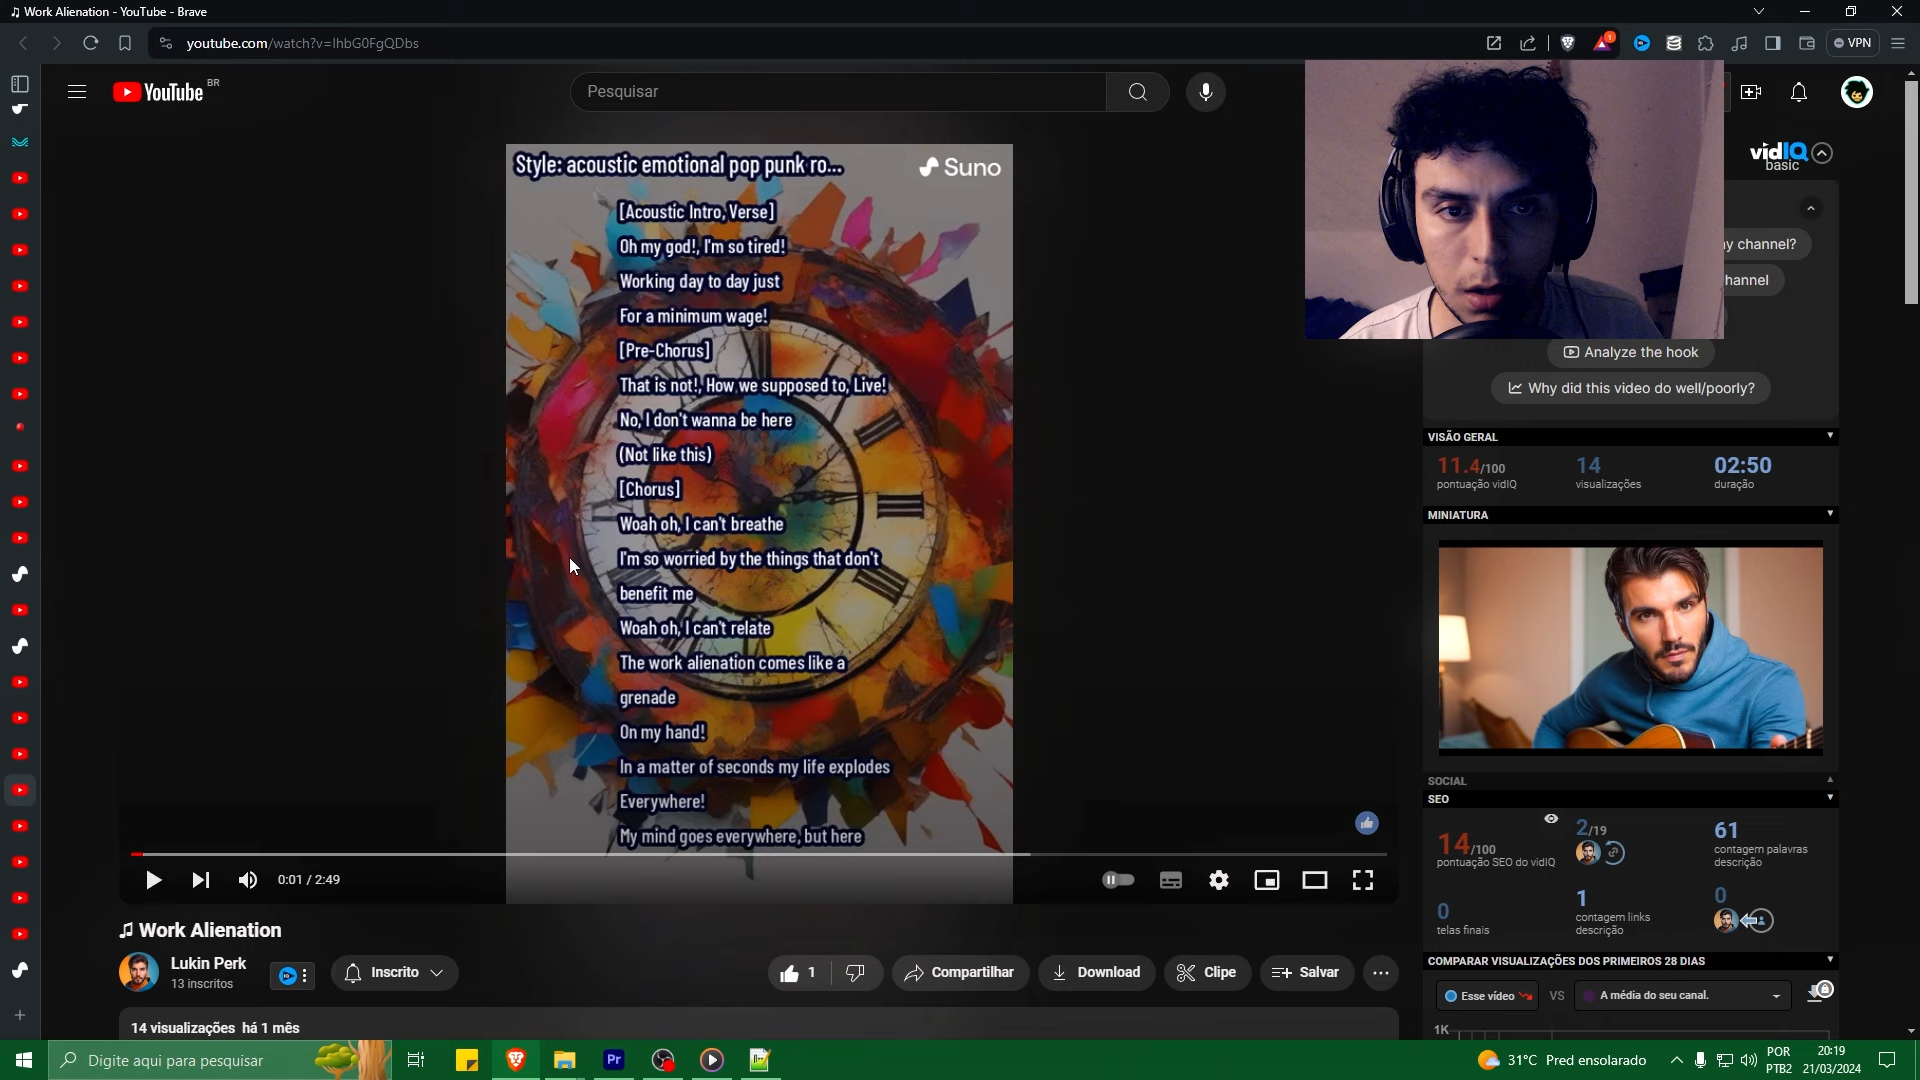 ♫ Work Alienation - YouTube - Brave
youtube.com/watch?v=IhbG0FgQDbs
1
VPN
YouTube BR
Pesquisar
vidIQ
basic
y channel?
hannel
Analyze the hook
Why did this video do well/poorly?
Style: acoustic emotional pop punk ro...
Suno
[Acoustic Intro, Verse]
Oh my god!, I'm so tired!
Working day to day just
For a minimum wage!
[Pre-Chorus]
That is not!, How we supposed to, Live!
No, I don't wanna be here
(Not like this)
[Chorus]
Woah oh, I can't breathe
I'm so worried by the things that don't
benefit me
Woah oh, I can't relate
The work alienation comes like a
grenade
On my hand!
In a matter of seconds my life explodes
Everywhere!
My mind goes everywhere, but here
0:01 / 2:49
♫ Work Alienation
Lukin Perk
13 inscritos
Inscrito
1
Compartilhar
Download
Clipe
Salvar
14 visualizações há 1 mês
VISÃO GERAL
11.4/100
pontuação vidIQ
14
visualizações
02:50
duração
MINIATURA
SOCIAL
SEO
14/100
pontuação SEO do vidIQ
2/19
61
contagem palavras
descrição
0
telas finais
1
contagem links
descrição
0
COMPARAR VISUALIZAÇÕES DOS PRIMEIROS 28 DIAS
Esse vídeo
VS
A média do seu canal.
1K
Digite aqui para pesquisar
Pr
31°C Pred ensolarado
POR
PTB2
20:19
21/03/2024